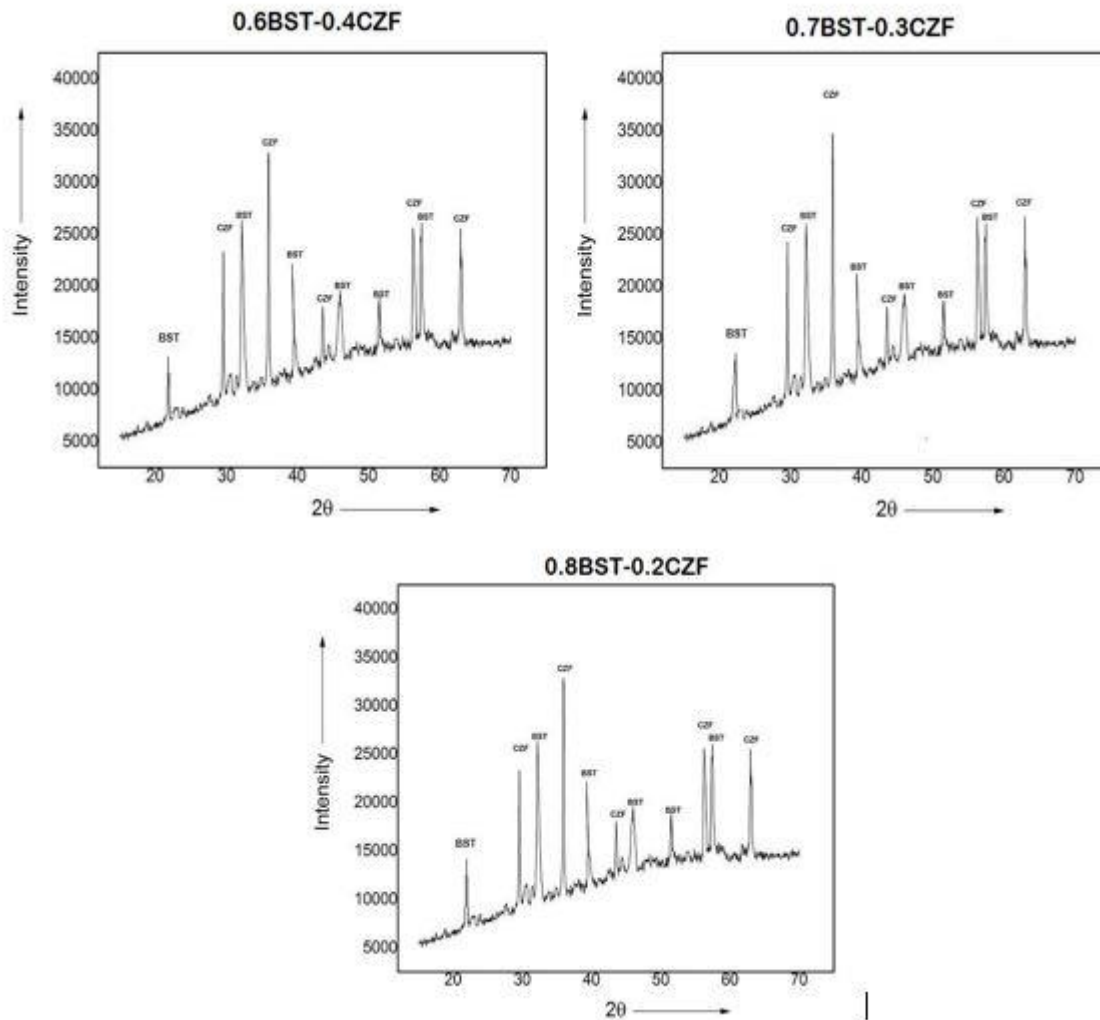 0.6BST-0.4CZF
40000
35000
30000
25000
20000
15000
10000
5000
Intensity
BST
CZF
BST
CZF
BST
CZF
BST
BST
CZF
BST
CZF
20 30 40 50 60 70
2θ
0.7BST-0.3CZF
40000
35000
30000
25000
20000
15000
10000
5000
Intensity
BST
CZF
BST
CZF
BST
CZF
BST
BST
CZF
BST
CZF
20 30 40 50 60 70
2θ
0.8BST-0.2CZF
40000
35000
30000
25000
20000
15000
10000
5000
Intensity
BST
CZF
BST
CZF
BST
CZF
BST
BST
CZF
BST
CZF
20 30 40 50 60 70
2θ